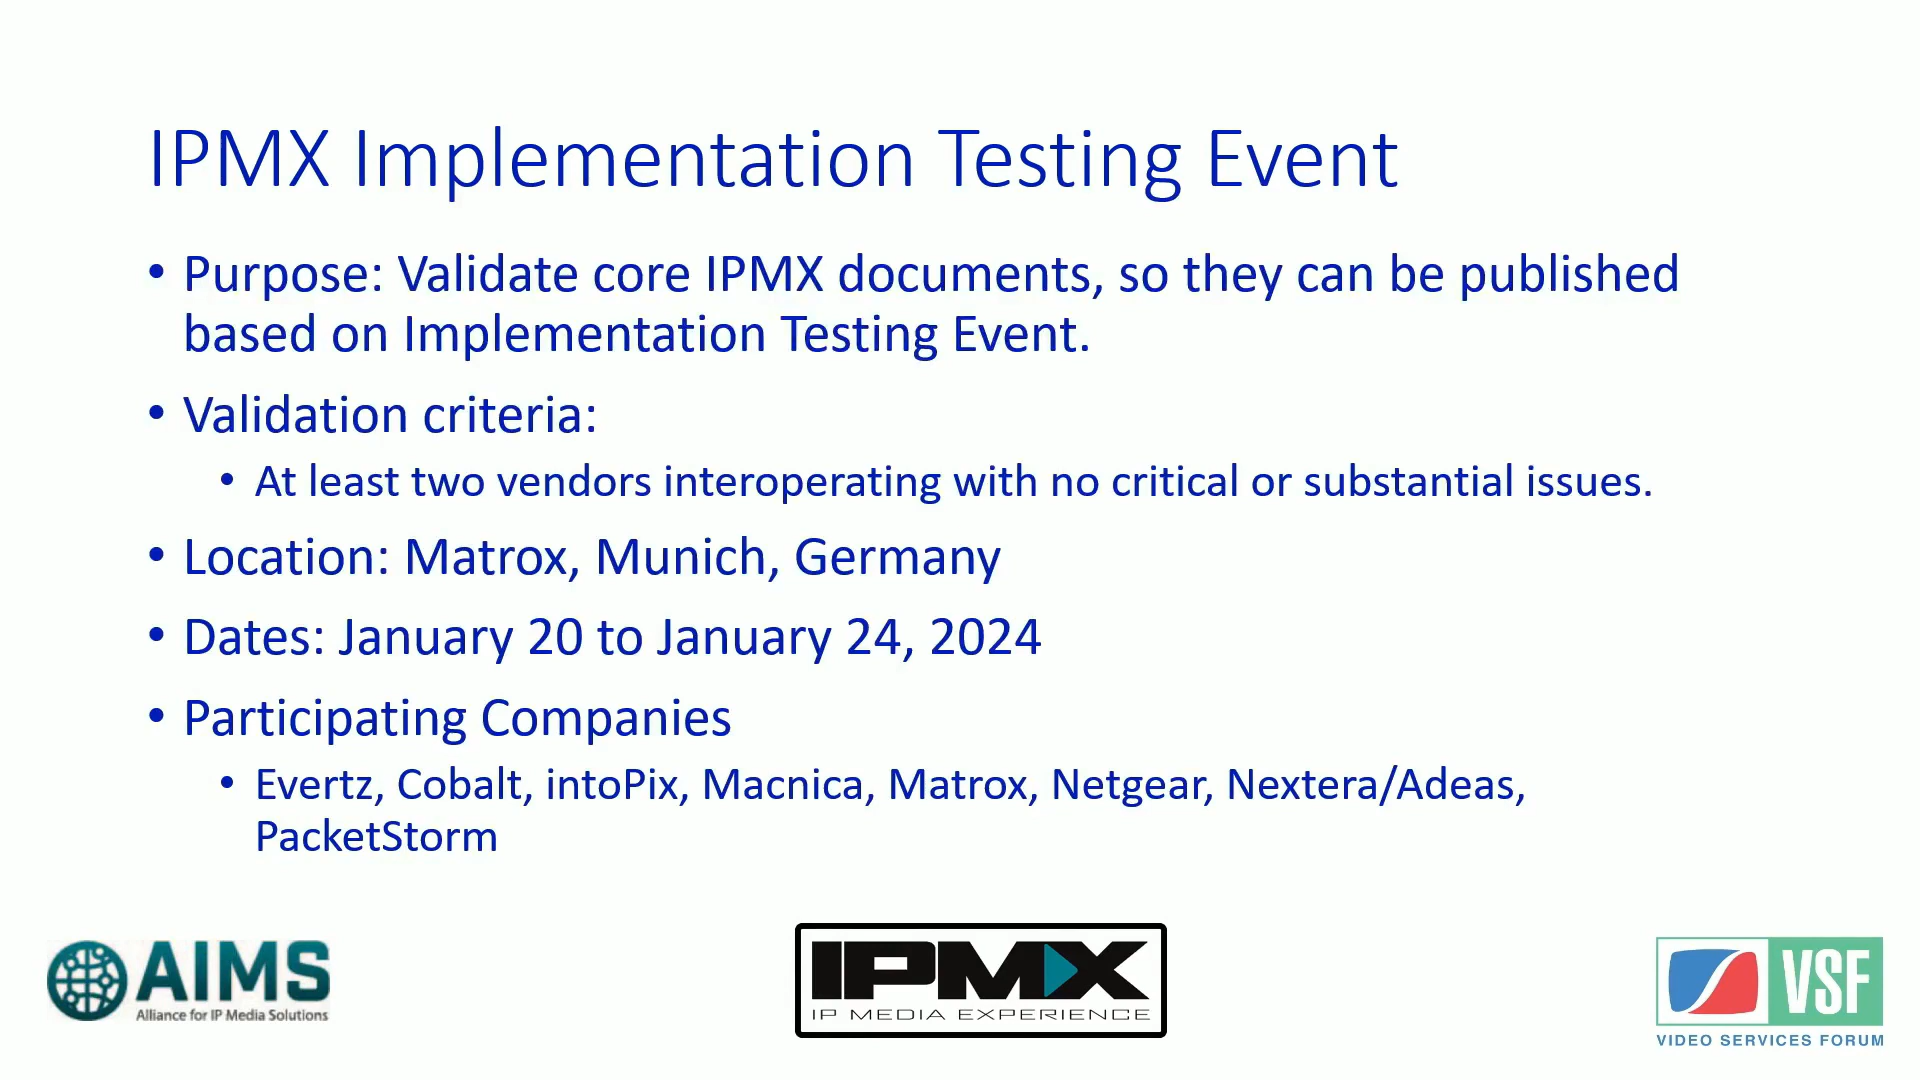 IPMX Implementation Testing Event
• Purpose: Validate core IPMX documents, so they can be published
based on Implementation Testing Event.
• Validation criteria:
• At least two vendors interoperating with no critical or substantial issues.
• Location: Matrox, Munich, Germany
• Dates: January 20 to January 24, 2024
• Participating Companies
• Evertz, Cobalt, intoPix, Macnica, Matrox, Netgear, Nextera/Adeas,
PacketStorm
AIMS
Alliance for IP Media Solutions
IPMX
IP MEDIA EXPERIENCE
VSF
VIDEO SERVICES FORUM